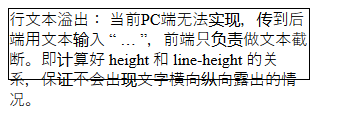 行文本溢出： 当前PC端无法实现，传到后
端用文本输入 “ … ”，前端只负责做文本截
断。即计算好 height 和 line-height 的关
系，保证不会出现文字横向纵向露出的情
况。